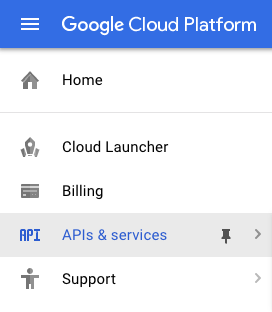 Google Cloud Platform
Home
Cloud Launcher
Billing
API APIs & services
Support